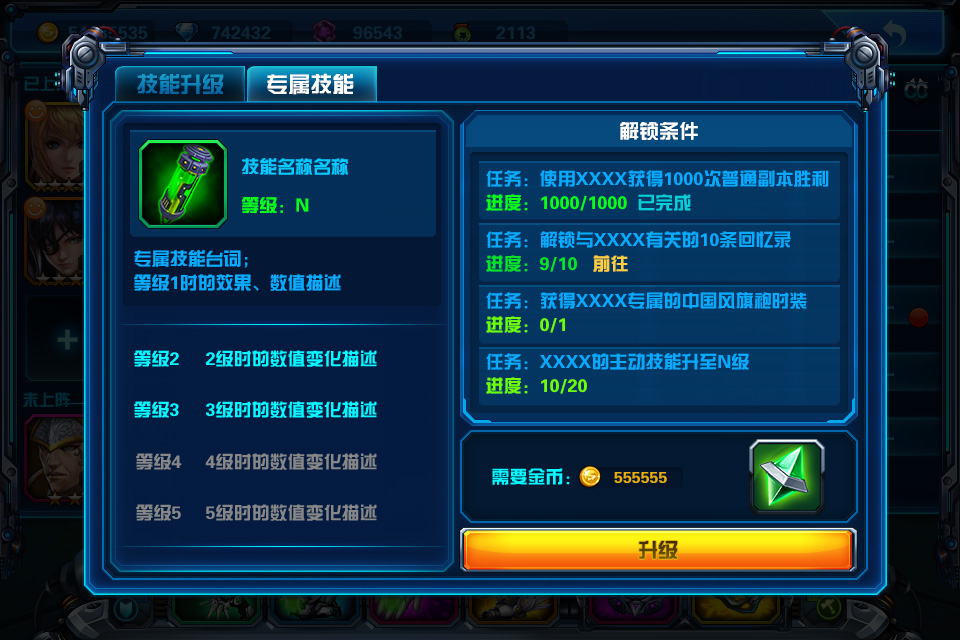 742432
96543
2113
技能升级
专属技能
技能名称名称
等级：N
专属技能台词；
等级1时的效果、数值描述
等级2 2级时的数值变化描述
等级3 3级时的数值变化描述
等级4 4级时的数值变化描述
等级5 5级时的数值变化描述
解锁条件
任务：使用XXXX获得1000次普通副本胜利
进度：1000/1000 已完成
任务：解锁与XXXX有关的10条回忆录
进度：9/10 前往
任务：获得XXXX专属的中国风旗袍时装
进度：0/1
任务：XXXX的主动技能升至N级
进度：10/20
需要金币：555555
升级
未上阵